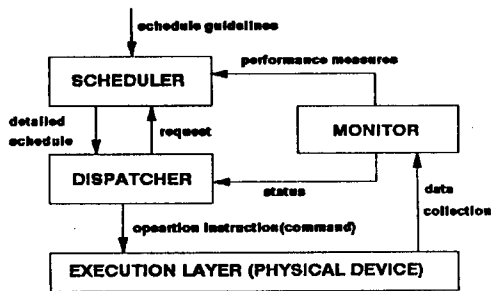 schedule guidelines
performance measures
SCHEDULER
detailed
schedule
request
MONITOR
DISPATCHER
status
data
collection
opeartion instruction(command)
EXECUTION LAYER (PHYSICAL DEVICE)